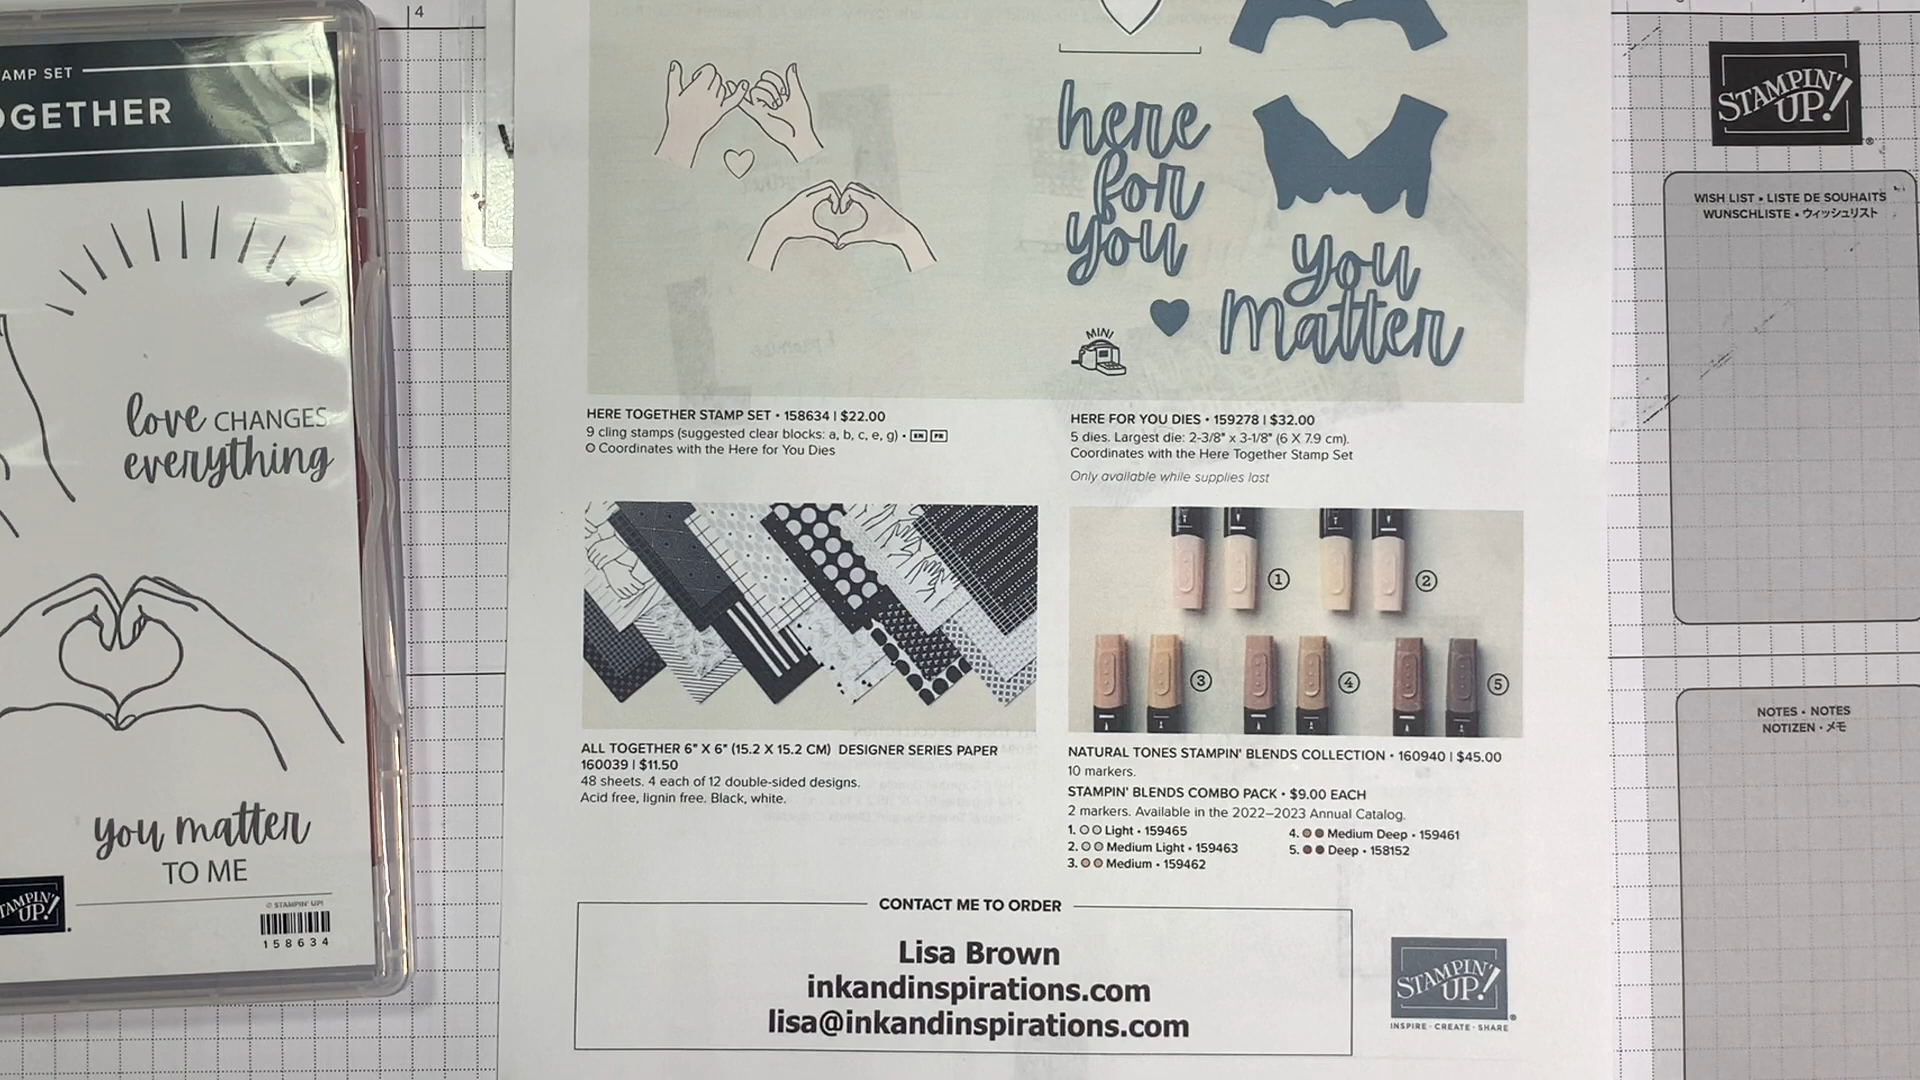 4
AMP SET
OGETHER
love CHANGES
everything
you matter
TO ME
STAMPIN' UP!
© STAMPIN' UP!
158634
here
for
you
You
Matter
MINI
HERE TOGETHER STAMP SET • 158634 | $22.00
9 cling stamps (suggested clear blocks: a, b, c, e, g) • EN FR
Coordinates with the Here for You Dies
HERE FOR YOU DIES • 159278 | $32.00
5 dies. Largest die: 2-3/8" x 3-1/8" (6 X 7.9 cm).
Coordinates with the Here Together Stamp Set
Only available while supplies last
1
2
3
4
5
ALL TOGETHER 6" X 6" (15.2 X 15.2 CM) DESIGNER SERIES PAPER
160039 | $11.50
48 sheets. 4 each of 12 double-sided designs.
Acid free, lignin free. Black, white.
NATURAL TONES STAMPIN' BLENDS COLLECTION • 160940 | $45.00
10 markers.
STAMPIN' BLENDS COMBO PACK • $9.00 EACH
2 markers. Available in the 2022–2023 Annual Catalog.
1. Light • 159465
2. Medium Light • 159463
3. Medium • 159462
4. Medium Deep • 159461
5. Deep • 158152
CONTACT ME TO ORDER
Lisa Brown
inkandinspirations.com
lisa@inkandinspirations.com
STAMPIN' UP!®
INSPIRE · CREATE · SHARE
STAMPIN' UP!®
WISH LIST • LISTE DE SOUHAITS
WUNSCHLISTE • ウィッシュリスト
NOTES • NOTES
NOTIZEN • メモ